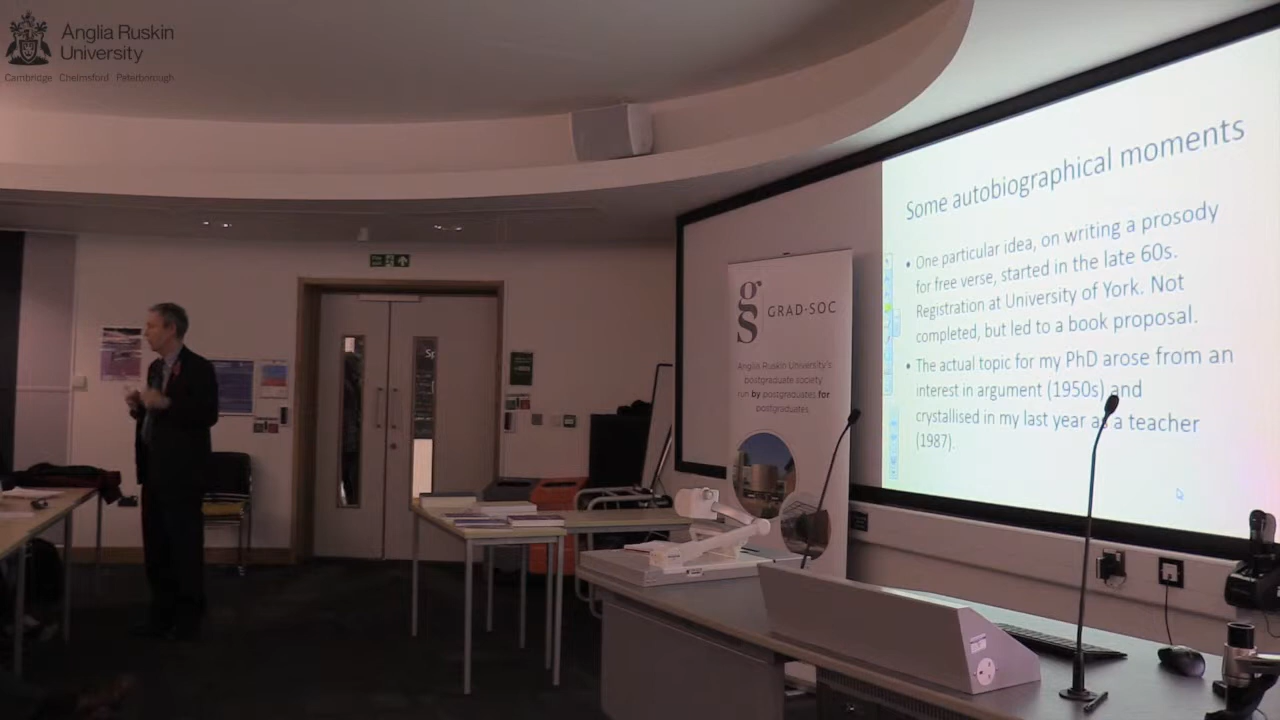 Anglia Ruskin
University
Cambridge Chelmsford Peterborough
Some autobiographical moments
• One particular idea, on writing a prosody
for free verse, started in the late 60s.
Registration at University of York. Not
completed, but led to a book proposal.
• The actual topic for my PhD arose from an
interest in argument (1950s) and
crystallised in my last year as a teacher
(1987).
gs GRAD-SOC
Anglia Ruskin University's
postgraduate society
run by postgraduates for
postgraduates
Sp